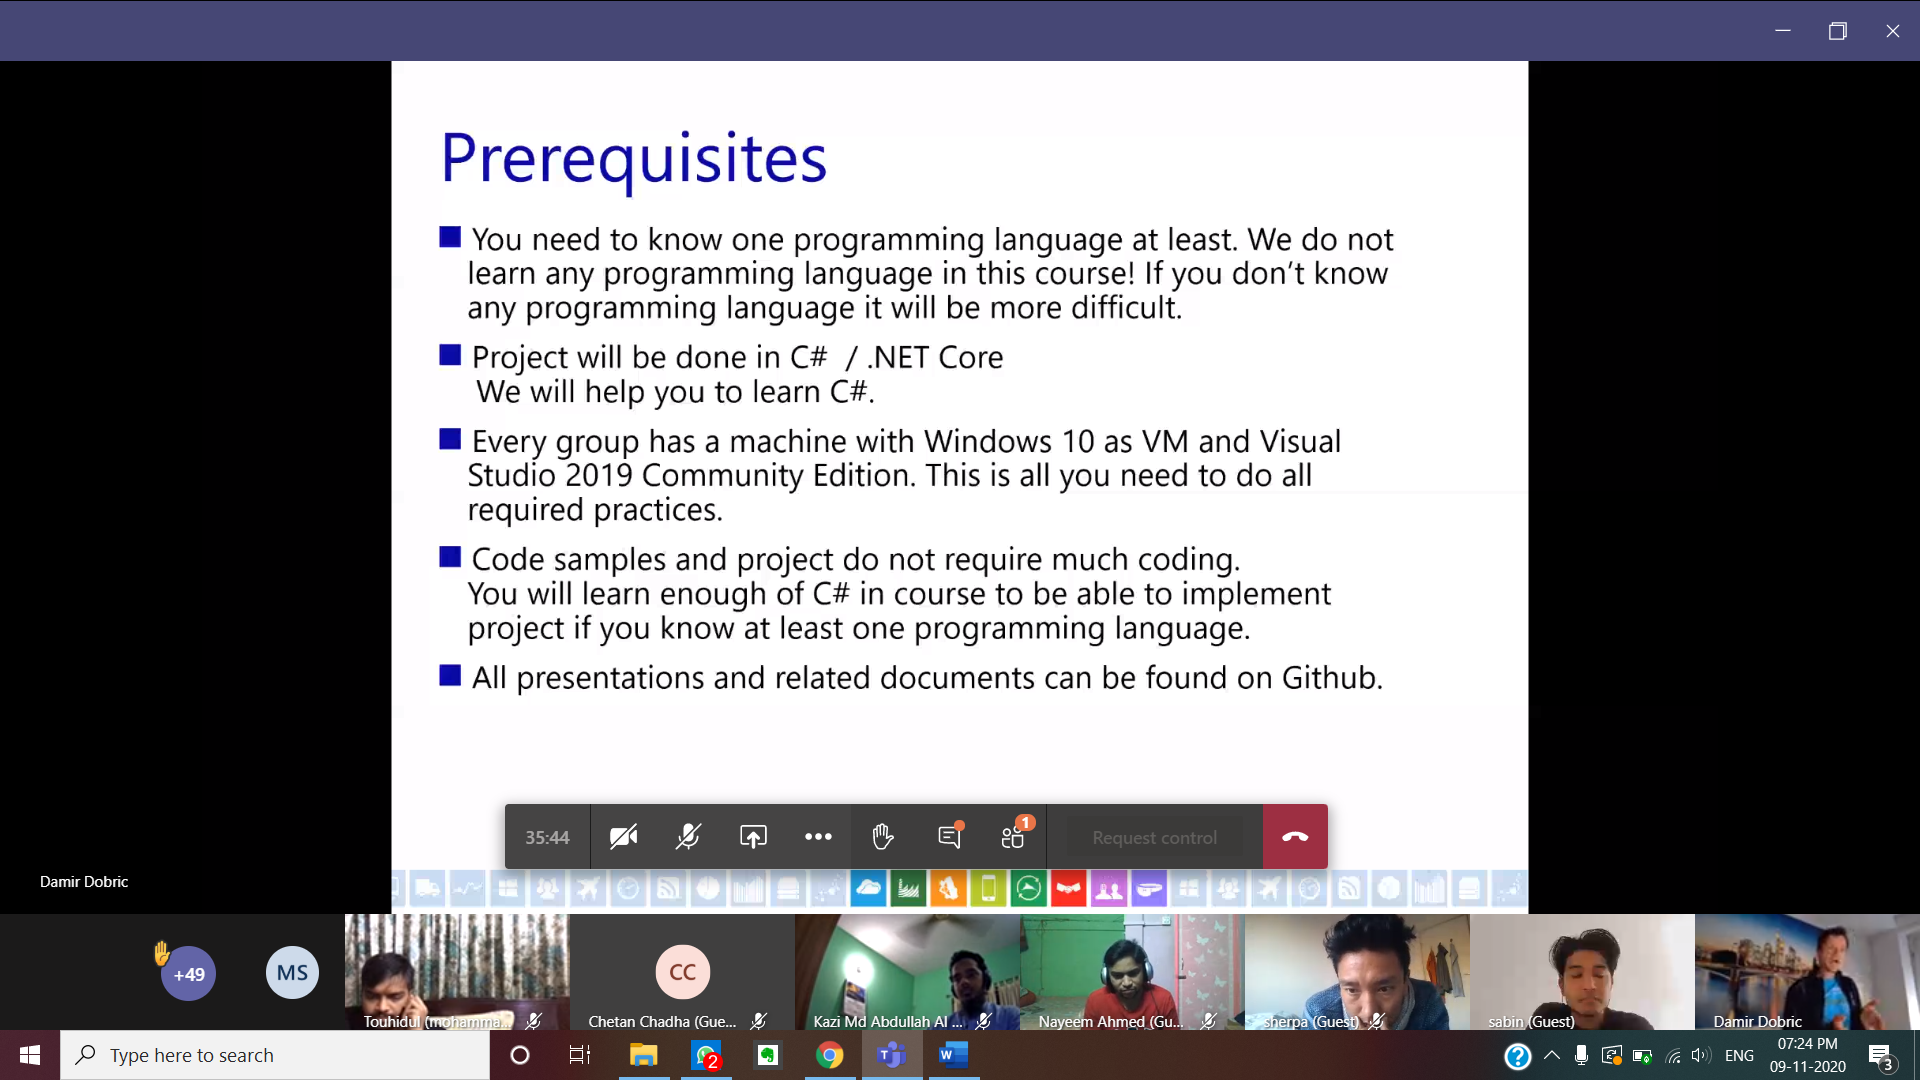 Prerequisites
You need to know one programming language at least. We do not
learn any programming language in this course! If you don't know
any programming language it will be more difficult.
Project will be done in C#  / .NET Core
We will help you to learn C#.
Every group has a machine with Windows 10 as VM and Visual
Studio 2019 Community Edition. This is all you need to do all
required practices.
Code samples and project do not require much coding.
You will learn enough of C# in course to be able to implement
project if you know at least one programming language.
All presentations and related documents can be found on Github.
35:44
1
Request control
Damir Dobric
+49
MS
CC
Touhidul (mohamma...
Chetan Chadha (Gue...
Kazi Md Abdullah Al ...
Nayeem Ahmed (Gu...
sherpa (Guest)
sabin (Guest)
Damir Dobric
Type here to search
2
ENG
07:24 PM
09-11-2020
3